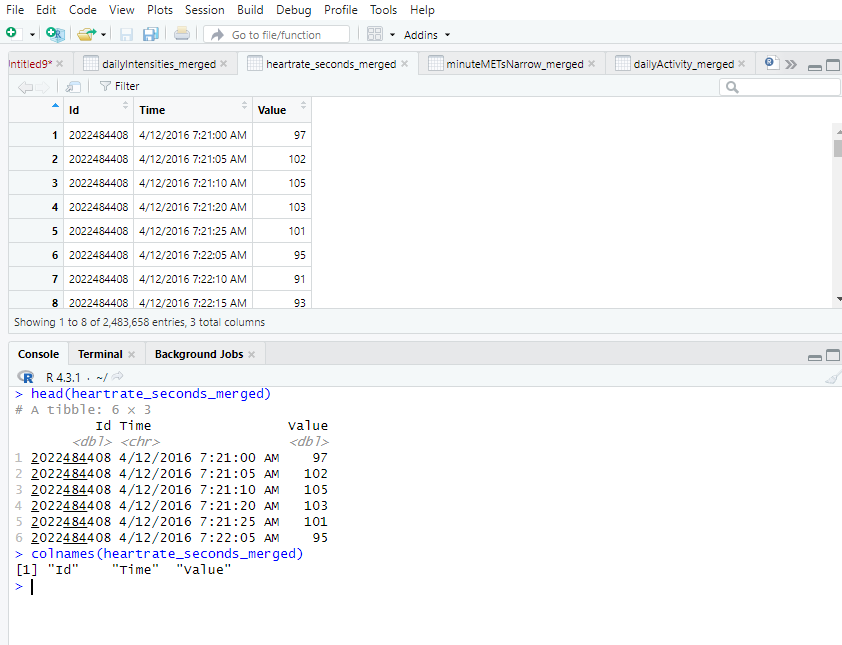 File Edit Code View Plots Session Build Debug Profile Tools Help
Go to file/function Addins
ntitled9* dailyIntensities_merged heartrate_seconds_merged minuteMETsNarrow_merged dailyActivity_merged
Filter
Id Time Value
1 2022484408 4/12/2016 7:21:00 AM 97
2 2022484408 4/12/2016 7:21:05 AM 102
3 2022484408 4/12/2016 7:21:10 AM 105
4 2022484408 4/12/2016 7:21:20 AM 103
5 2022484408 4/12/2016 7:21:25 AM 101
6 2022484408 4/12/2016 7:22:05 AM 95
7 2022484408 4/12/2016 7:22:10 AM 91
8 2022484408 4/12/2016 7:22:15 AM 93
Showing 1 to 8 of 2,483,658 entries, 3 total columns
Console Terminal Background Jobs
R R 4.3.1 · ~/
> head(heartrate_seconds_merged)
# A tibble: 6 × 3
Id Time Value
<dbl> <chr> <dbl>
1 2022484408 4/12/2016 7:21:00 AM 97
2 2022484408 4/12/2016 7:21:05 AM 102
3 2022484408 4/12/2016 7:21:10 AM 105
4 2022484408 4/12/2016 7:21:20 AM 103
5 2022484408 4/12/2016 7:21:25 AM 101
6 2022484408 4/12/2016 7:22:05 AM 95
> colnames(heartrate_seconds_merged)
[1] "Id" "Time" "Value"
>